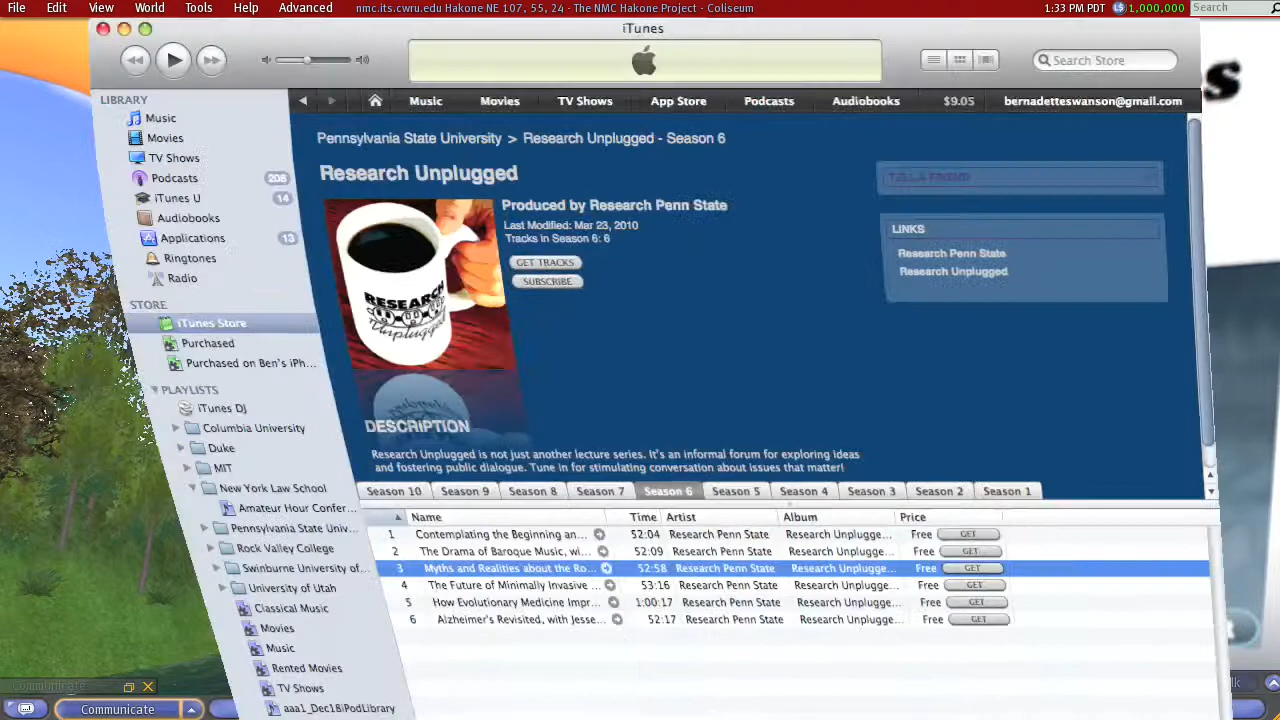 File Edit View World Tools Help Advanced nmc.its.cwru.edu Hakone NE 107, 55, 24 - The NMC Hakone Project - Coliseum 1:33 PM PDT L$ 1,000,000 Search
iTunes
Search Store
LIBRARY
Music Movies TV Shows App Store Podcasts Audiobooks $9.05 bernadetteswanson@gmail.com
Music
Movies
TV Shows
Podcasts 208
iTunes U 14
Audiobooks
Applications 13
Ringtones
Radio
STORE
iTunes Store
Purchased
Purchased on Ben's iPh...
PLAYLISTS
iTunes DJ
Columbia University
Duke
MIT
New York Law School
Amateur Hour Confer...
Pennsylvania State Univ...
Rock Valley College
Swinburne University of...
University of Utah
Classical Music
Movies
Music
Rented Movies
TV Shows
aaa1_Dec18iPodLibrary
Pennsylvania State University > Research Unplugged - Season 6
Research Unplugged
RESEARCH
Unplugged
Produced by Research Penn State
Last Modified: Mar 23, 2010
Tracks in Season 6: 6
GET TRACKS
SUBSCRIBE
TELL A FRIEND
LINKS
Research Penn State
Research Unplugged
DESCRIPTION
Research Unplugged is not just another lecture series. It's an informal forum for exploring ideas
and fostering public dialogue. Tune in for stimulating conversation about issues that matter!
Season 10 Season 9 Season 8 Season 7 Season 6 Season 5 Season 4 Season 3 Season 2 Season 1
Name Time Artist Album Price
1 Contemplating the Beginning an... 52:04 Research Penn State Research Unplugge... Free GET
2 The Drama of Baroque Music, wi... 52:09 Research Penn State Research Unplugge... Free GET
3 Myths and Realities about the Ro... 52:58 Research Penn State Research Unplugge... Free GET
4 The Future of Minimally Invasive ... 53:16 Research Penn State Research Unplugge... Free GET
5 How Evolutionary Medicine Impr... 1:00:17 Research Penn State Research Unplugge... Free GET
6 Alzheimer's Revisited, with Jesse... 52:17 Research Penn State Research Unplugge... Free GET
Communicate
Communicate